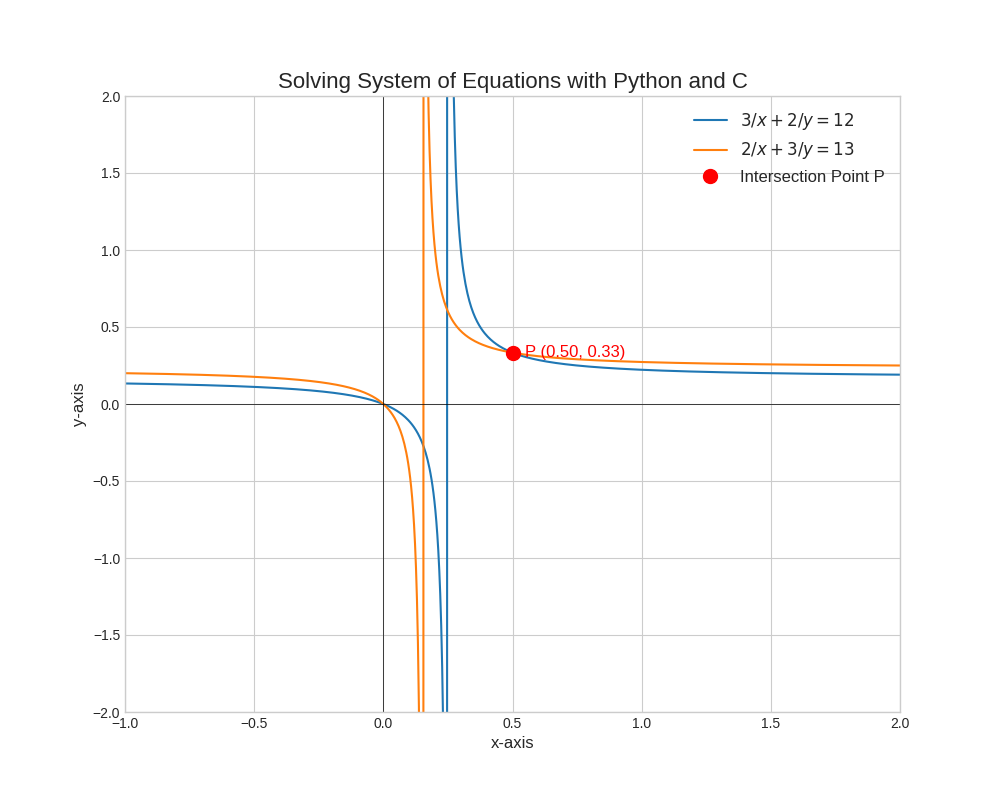 Solving System of Equations with Python and C
3/x + 2/y = 12
2/x + 3/y = 13
Intersection Point P
2.0
1.5
1.0
0.5
0.0
−0.5
−1.0
−1.5
−2.0
y-axis
P (0.50, 0.33)
−1.0 −0.5 0.0 0.5 1.0 1.5 2.0
x-axis